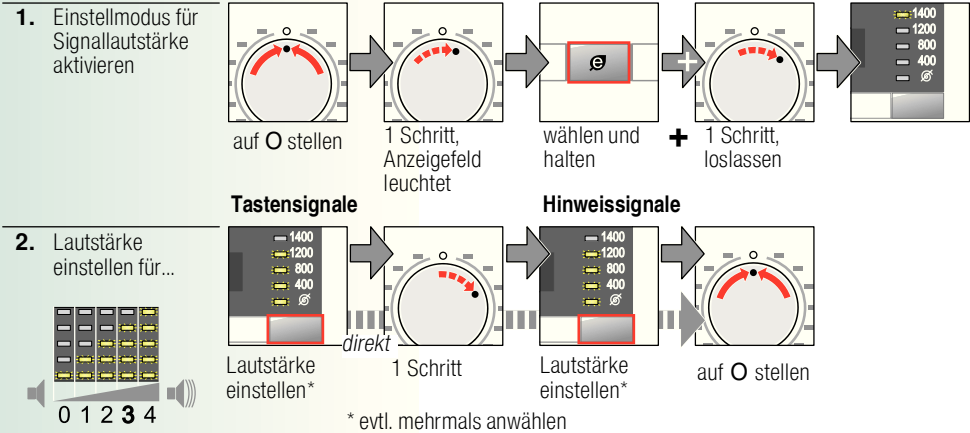 1. Einstellmodus für
Signallautstärke
aktivieren
auf O stellen
1 Schritt,
Anzeigefeld
leuchtet
e
wählen und
halten
+
+ 1 Schritt,
loslassen
1400
1200
800
400
Tastensignale
Hinweissignale
2. Lautstärke
einstellen für...
0 1 2 3 4
1400
1200
800
400
Lautstärke
einstellen*
direkt
1 Schritt
1400
1200
800
400
Lautstärke
einstellen*
auf O stellen
* evtl. mehrmals anwählen